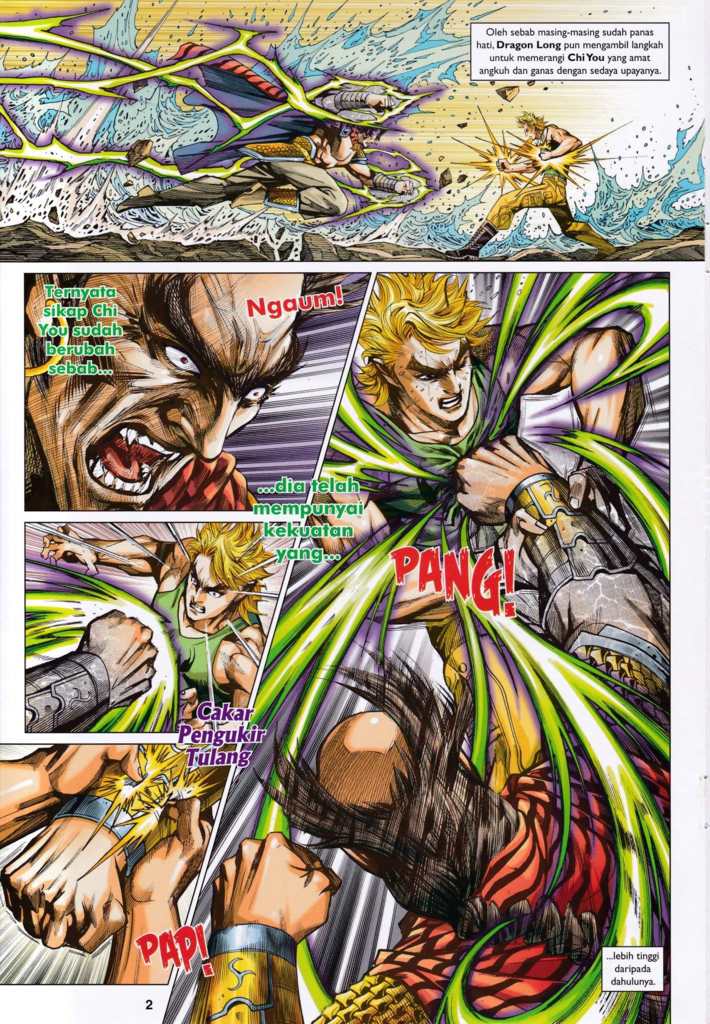 Oleh sebab masing-masing sudah panas
hati, Dragon Long pun mengambil langkah
untuk memerangi Chi You yang amat
angkuh dan ganas dengan sedaya upayanya.
Ternyata
sikap Chi
You sudah
berubah
sebab...
Ngaum!
...dia telah
mempunyai
kekuatan
yang...
PANG!
Cakar
Pengukir
Tulang
PAP!
...lebih tinggi
daripada
dahulunya.
2